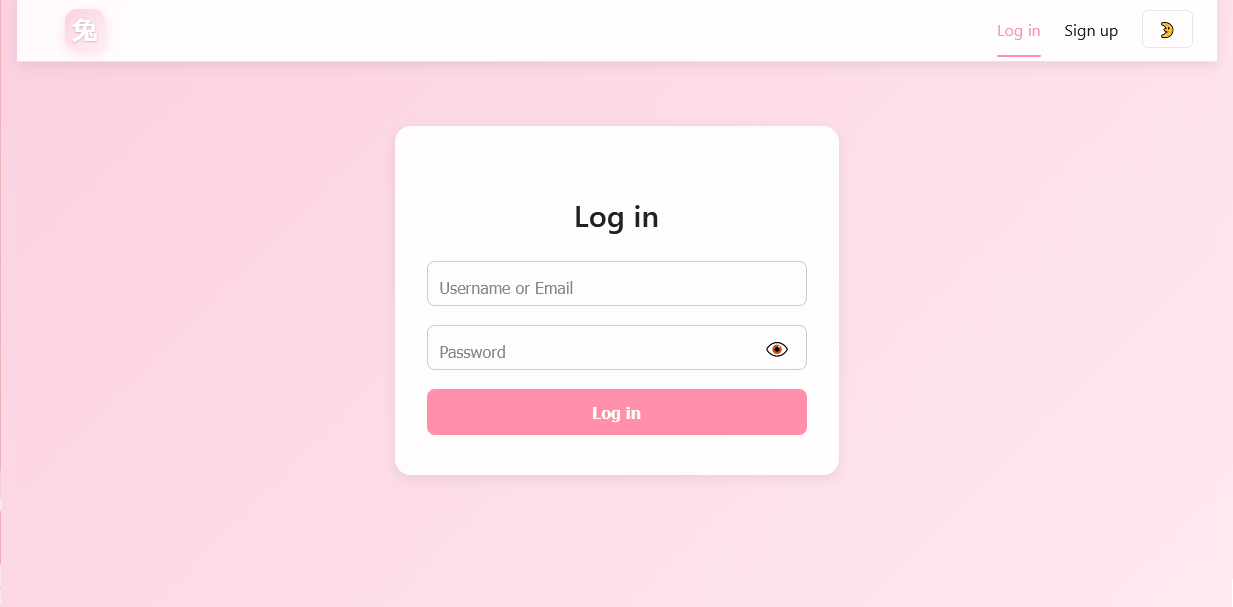 兔
Log in
Sign up
Log in
Username or Email
Password
Log in